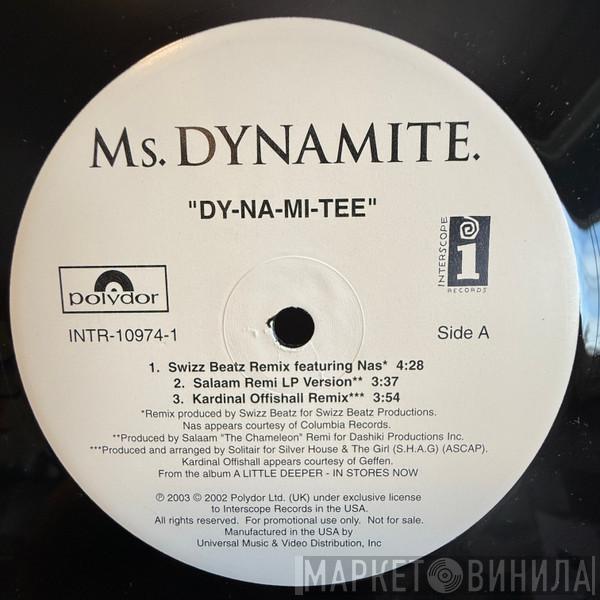 Ms. DYNAMITE.
"DY-NA-MI-TEE"
polydor
INTERSCOPE
i
RECORDS
INTR-10974-1
Side A
1. Swizz Beatz Remix featuring Nas* 4:28
2. Salaam Remi LP Version** 3:37
3. Kardinal Offishall Remix*** 3:54
*Remix produced by Swizz Beatz for Swizz Beatz Productions.
Nas appears courtesy of Columbia Records.
**Produced by Salaam "The Chameleon" Remi for Dashiki Productions Inc.
***Produced and arranged by Solitair for Silver House & The Girl (S.H.A.G) (ASCAP).
Kardinal Offishall appears courtesy of Geffen.
From the album A LITTLE DEEPER - IN STORES NOW
℗ 2003 © 2002 Polydor Ltd. (UK) under exclusive license
to Interscope Records in the USA.
All rights reserved. For promotional use only. Not for sale.
Manufactured in the USA by
Universal Music & Video Distribution, Inc
МАРКЕТ ВИНИЛА